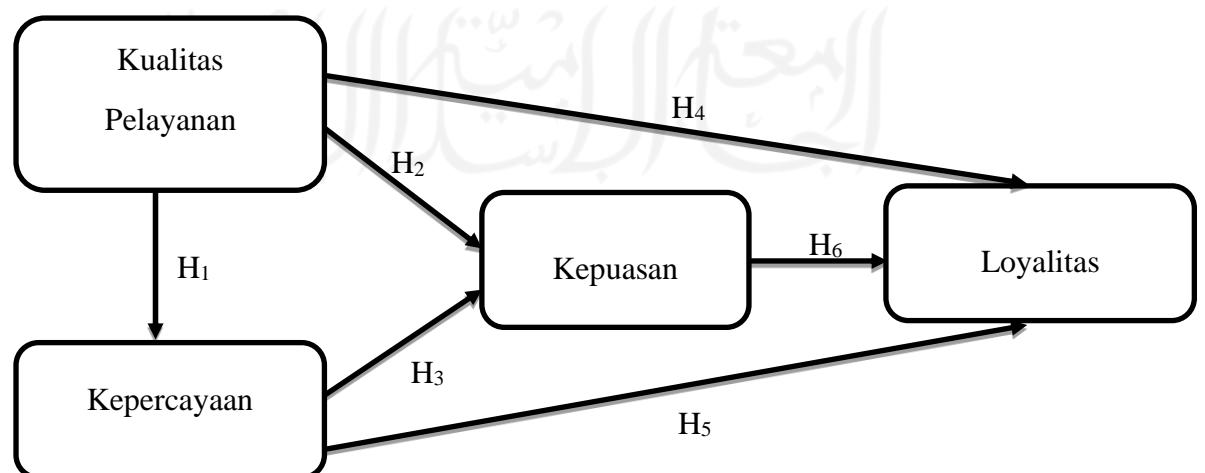 Kualitas
Pelayanan
H4
H2
Kepuasan
H6
Loyalitas
H1
H3
Kepercayaan
H5